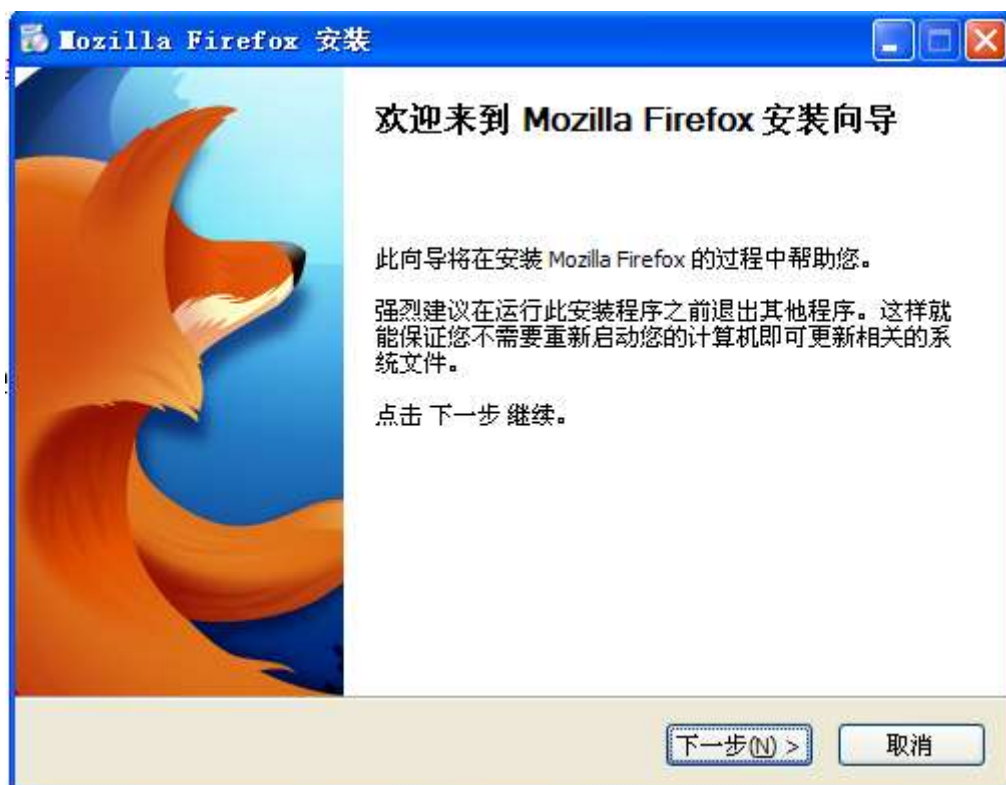 Mozilla Firefox 安装
欢迎来到 Mozilla Firefox 安装向导
此向导将在安装 Mozilla Firefox 的过程中帮助您。
强烈建议在运行此安装程序之前退出其他程序。这样就
能保证您不需要重新启动您的计算机即可更新相关的系
统文件。
点击 下一步 继续。
下一步(N) >
取消